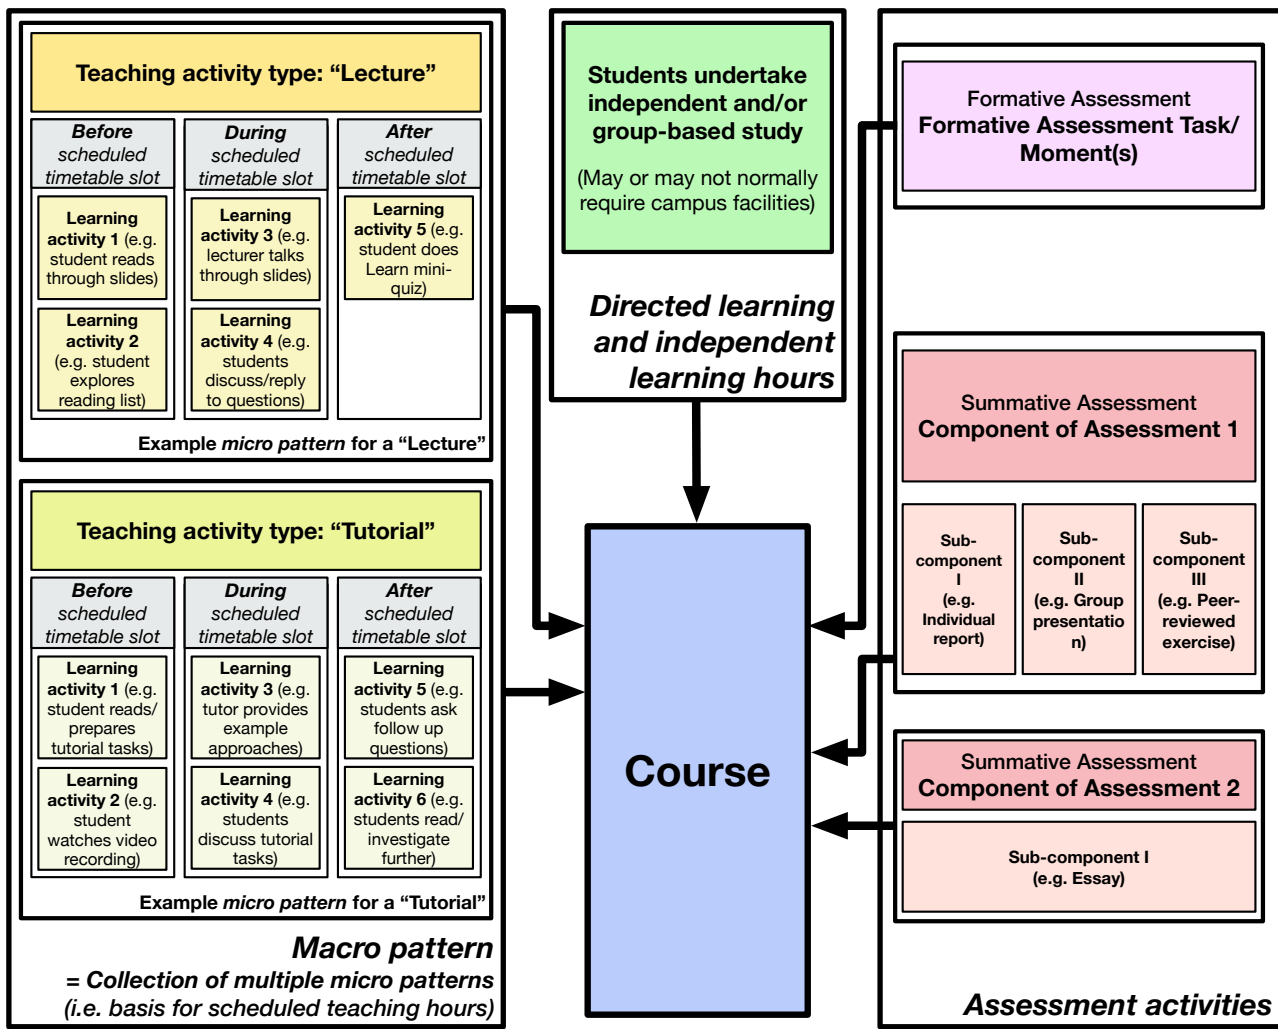 Teaching activity type: “Lecture”
Before
scheduled
timetable slot
During
scheduled
timetable slot
After
scheduled
timetable slot
Learning
activity 1 (e.g.
student reads
through slides)
Learning
activity 2
(e.g. student
explores
reading list)
Learning
activity 3 (e.g.
lecturer talks
through slides)
Learning
activity 4 (e.g.
students
discuss/reply
to questions)
Learning
activity 5 (e.g.
student does
Learn mini-
quiz)
Example micro pattern for a “Lecture”
Teaching activity type: “Tutorial”
Before
scheduled
timetable slot
During
scheduled
timetable slot
After
scheduled
timetable slot
Learning
activity 1 (e.g.
student reads/
prepares
tutorial tasks)
Learning
activity 2 (e.g.
student
watches video
recording)
Learning
activity 3 (e.g.
tutor provides
example
approaches)
Learning
activity 4 (e.g.
students
discuss tutorial
tasks)
Learning
activity 5 (e.g.
students ask
follow up
questions)
Learning
activity 6 (e.g.
students read/
investigate
further)
Example micro pattern for a “Tutorial”
Macro pattern
= Collection of multiple micro patterns
(i.e. basis for scheduled teaching hours)
Students undertake
independent and/or
group-based study
(May or may not normally
require campus facilities)
Directed learning
and independent
learning hours
Course
Formative Assessment
Formative Assessment Task/
Moment(s)
Summative Assessment
Component of Assessment 1
Sub-
component
I
(e.g.
Individual
report)
Sub-
component
II
(e.g. Group
presentatio
n)
Sub-
component
III
(e.g. Peer-
reviewed
exercise)
Summative Assessment
Component of Assessment 2
Sub-component I
(e.g. Essay)
Assessment activities